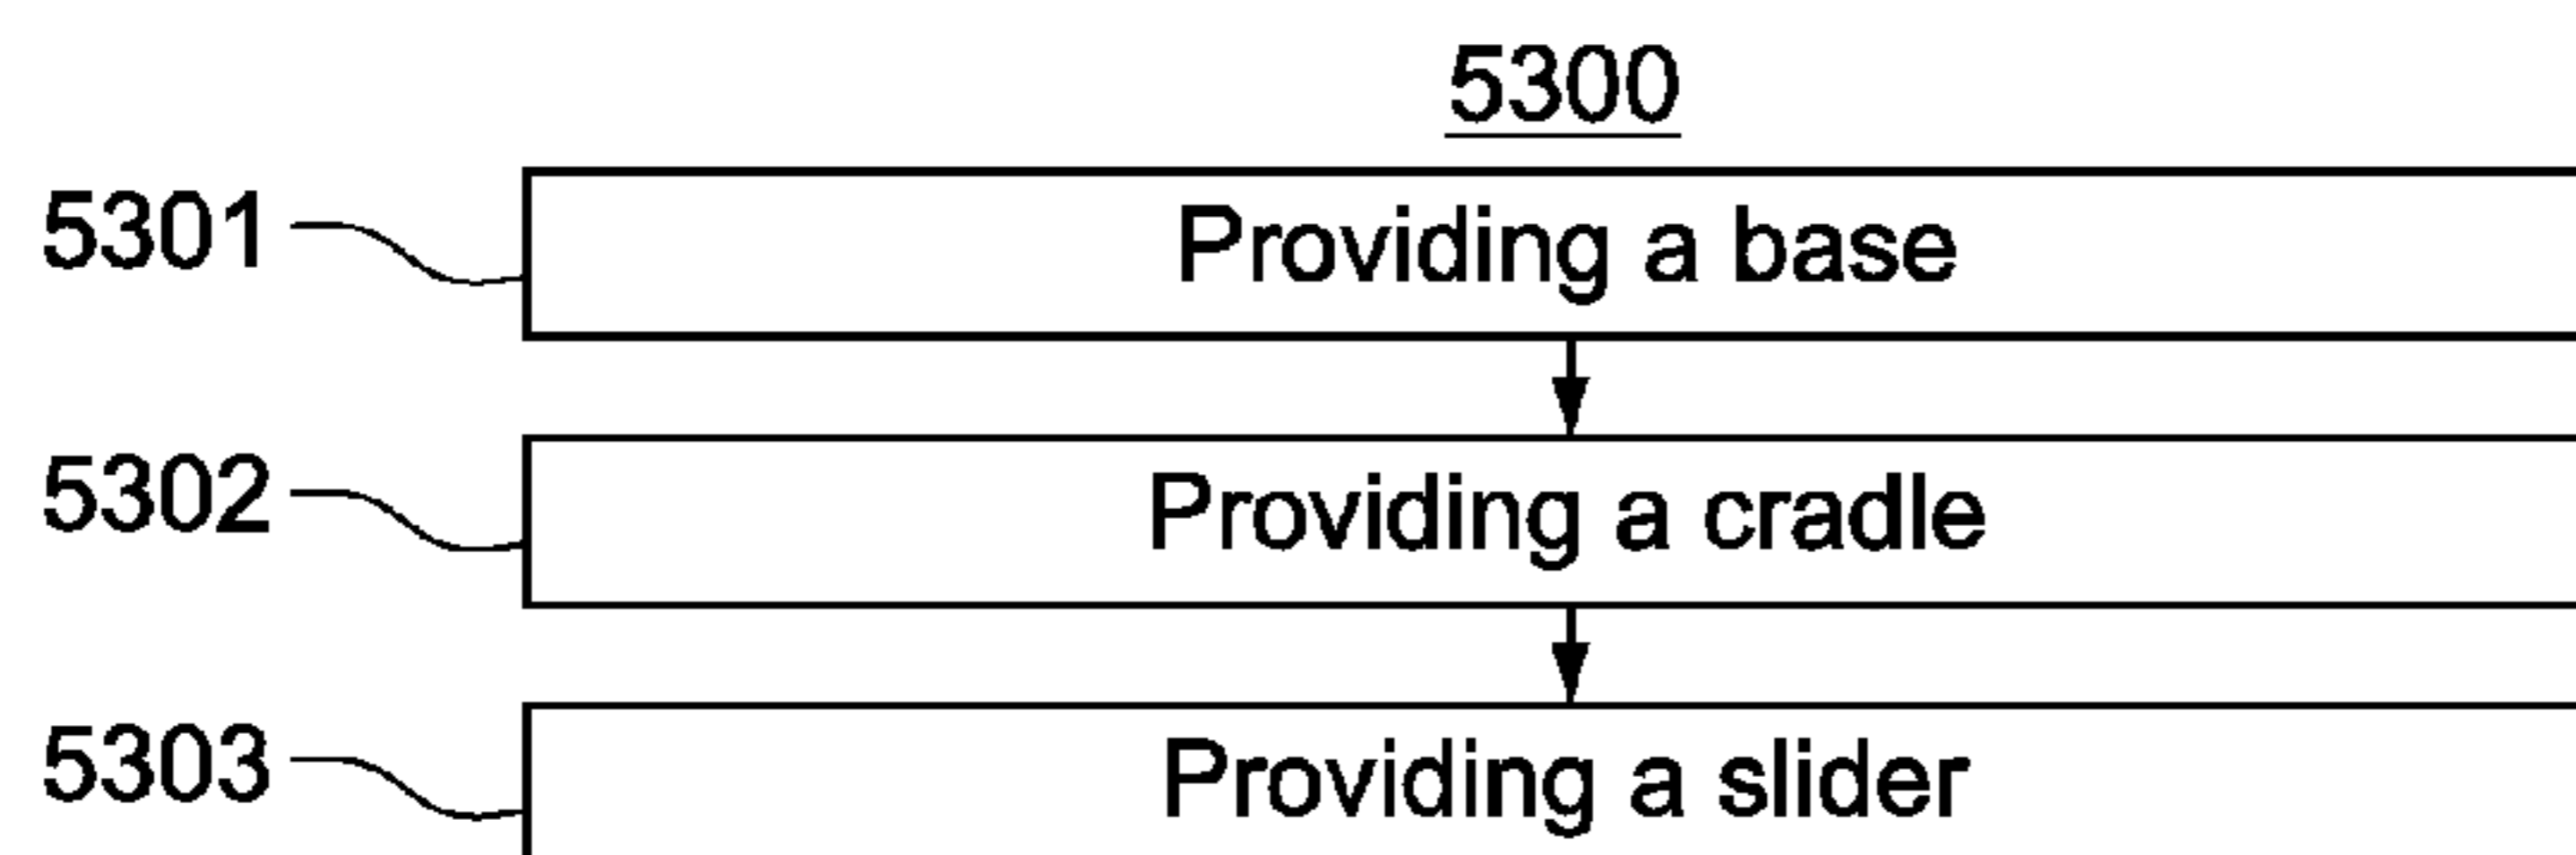 5300
5301 Providing a base
5302 Providing a cradle
5303 Providing a slider